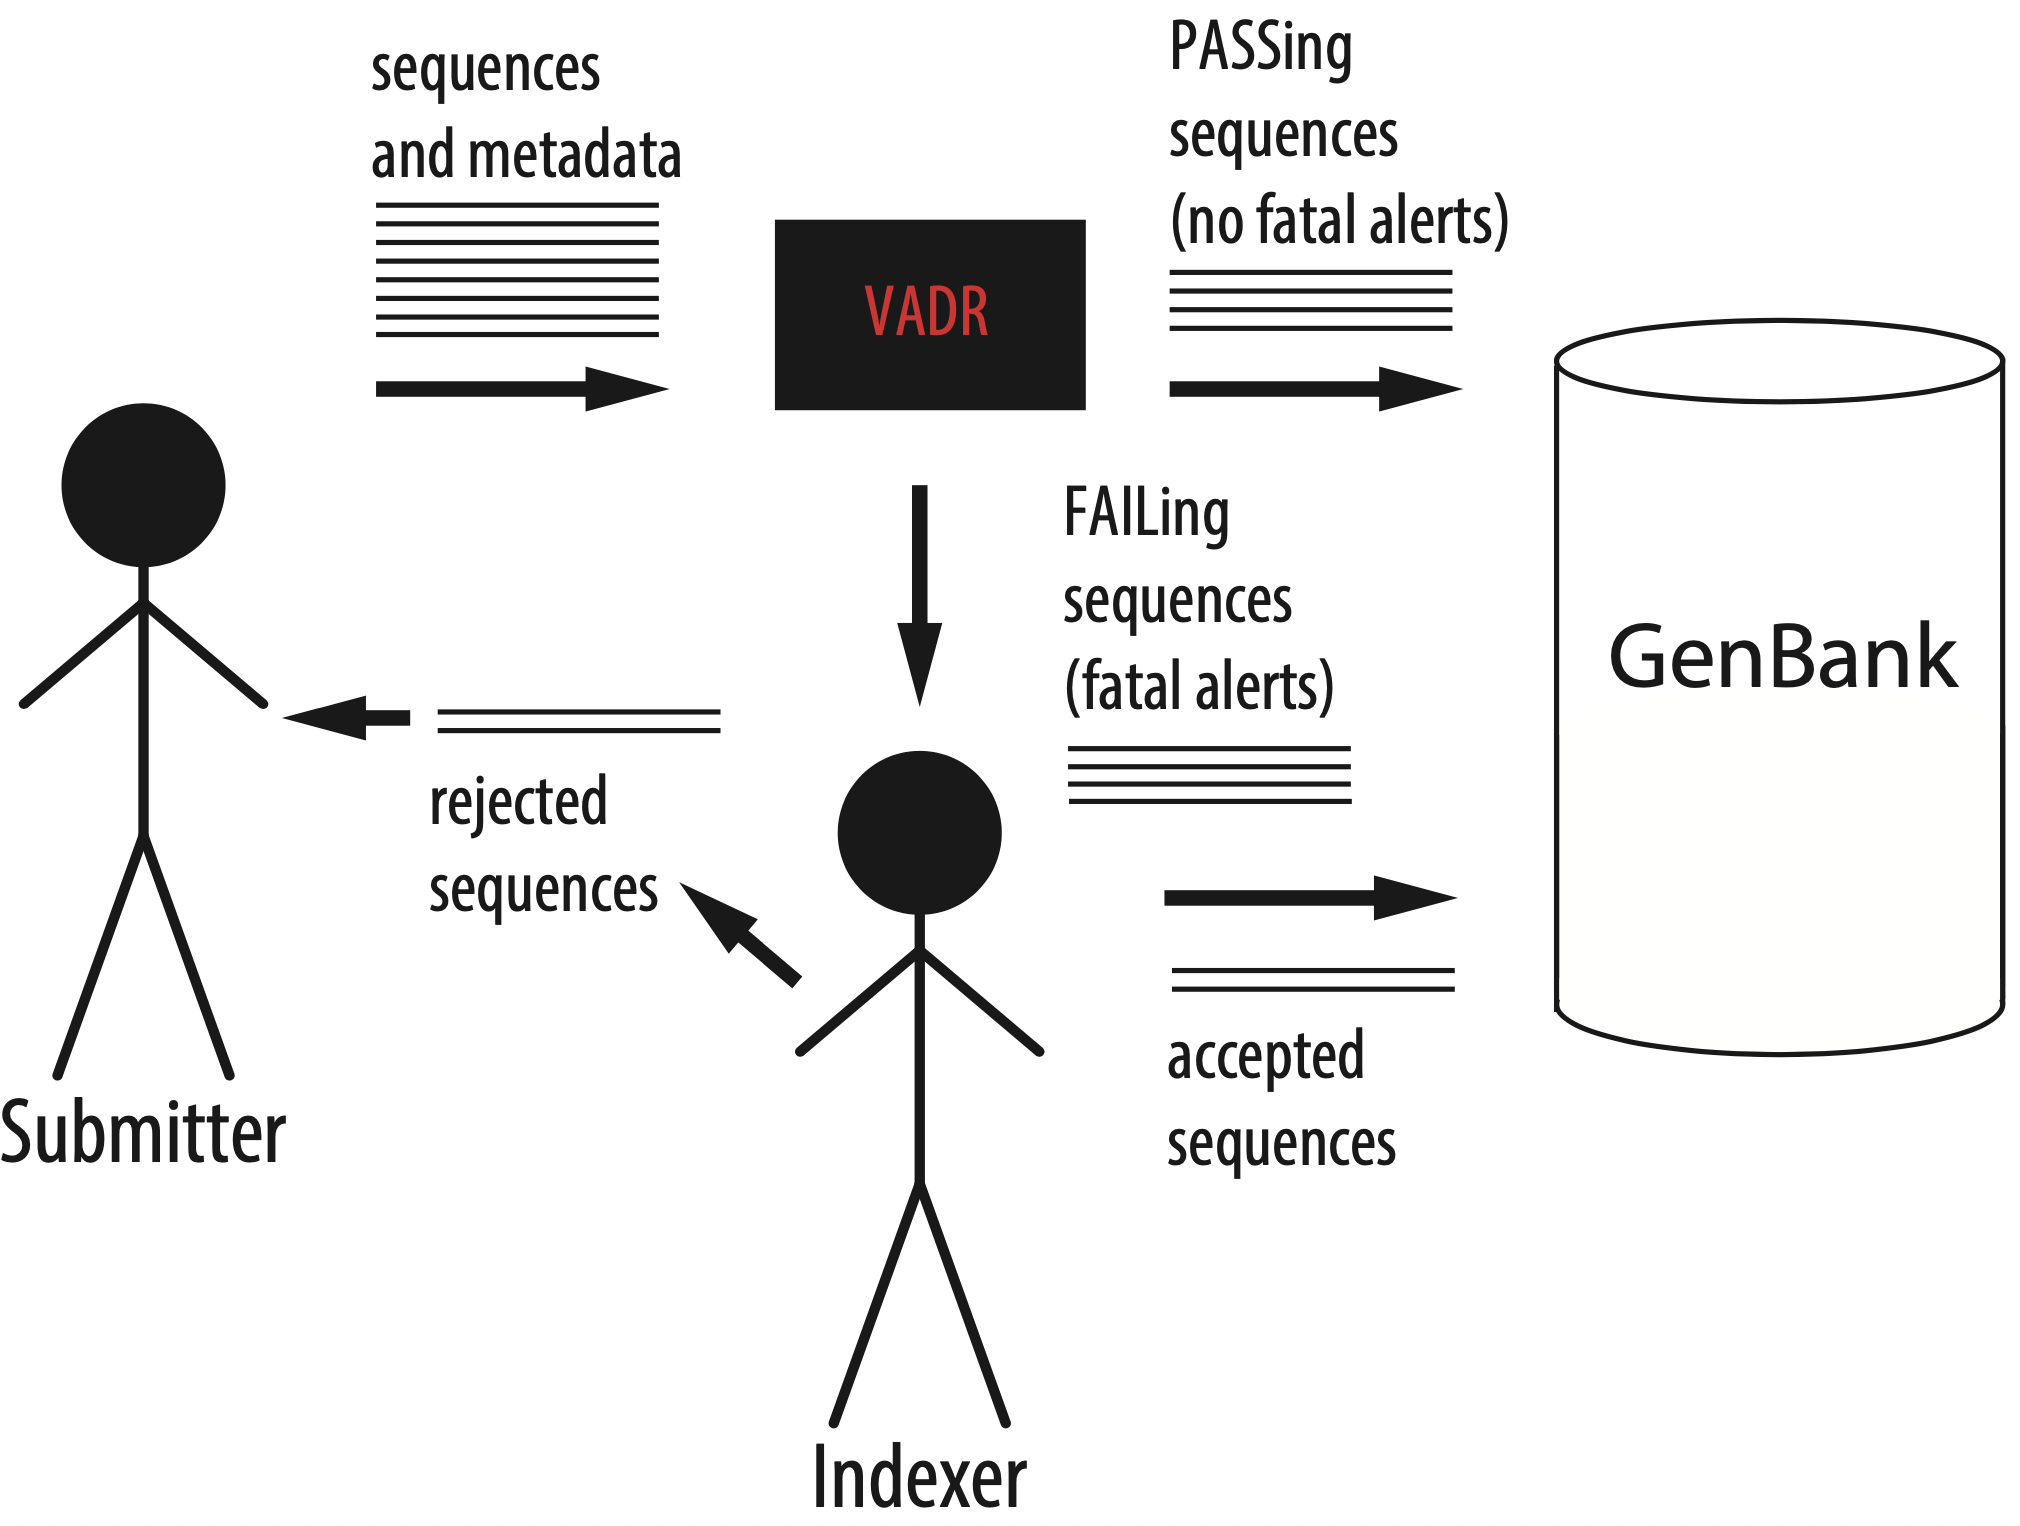 sequences
and metadata
PASSing
sequences
(no fatal alerts)
VADR
FAILing
sequences
(fatal alerts)
GenBank
rejected
sequences
accepted
sequences
Submitter
Indexer